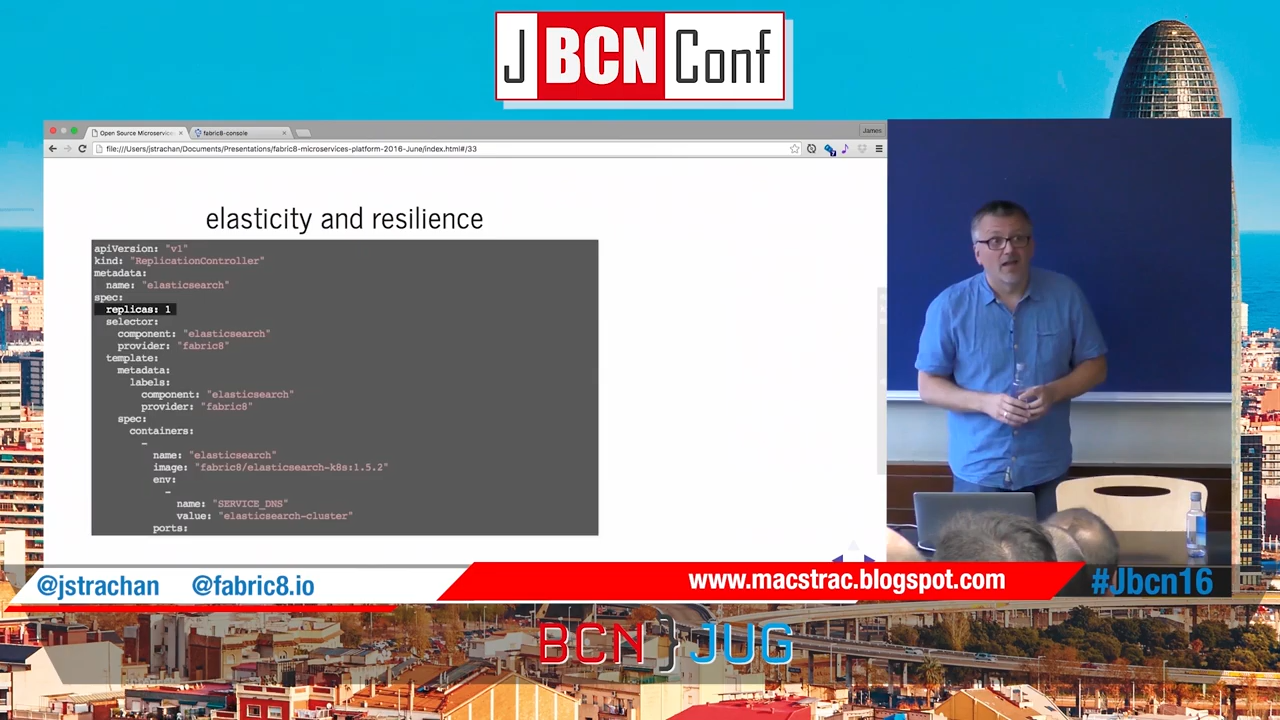 J BCN Conf
Open Source Microservices
fabric8-console
James
file:///Users/jstrachan/Documents/Presentations/fabric8-microservices-platform-2016-June/index.html#/33
elasticity and resilience
apiVersion: "v1"
kind: "ReplicationController"
metadata:
name: "elasticsearch"
spec:
replicas: 1
selector:
component: "elasticsearch"
provider: "fabric8"
template:
metadata:
labels:
component: "elasticsearch"
provider: "fabric8"
spec:
containers:
-
name: "elasticsearch"
image: "fabric8/elasticsearch-k8s:1.5.2"
env:
-
name: "SERVICE_DNS"
value: "elasticsearch-cluster"
ports:
@jstrachan @fabric8.io
www.macstrac.blogspot.com
#Jbcn16
BCN}JUG